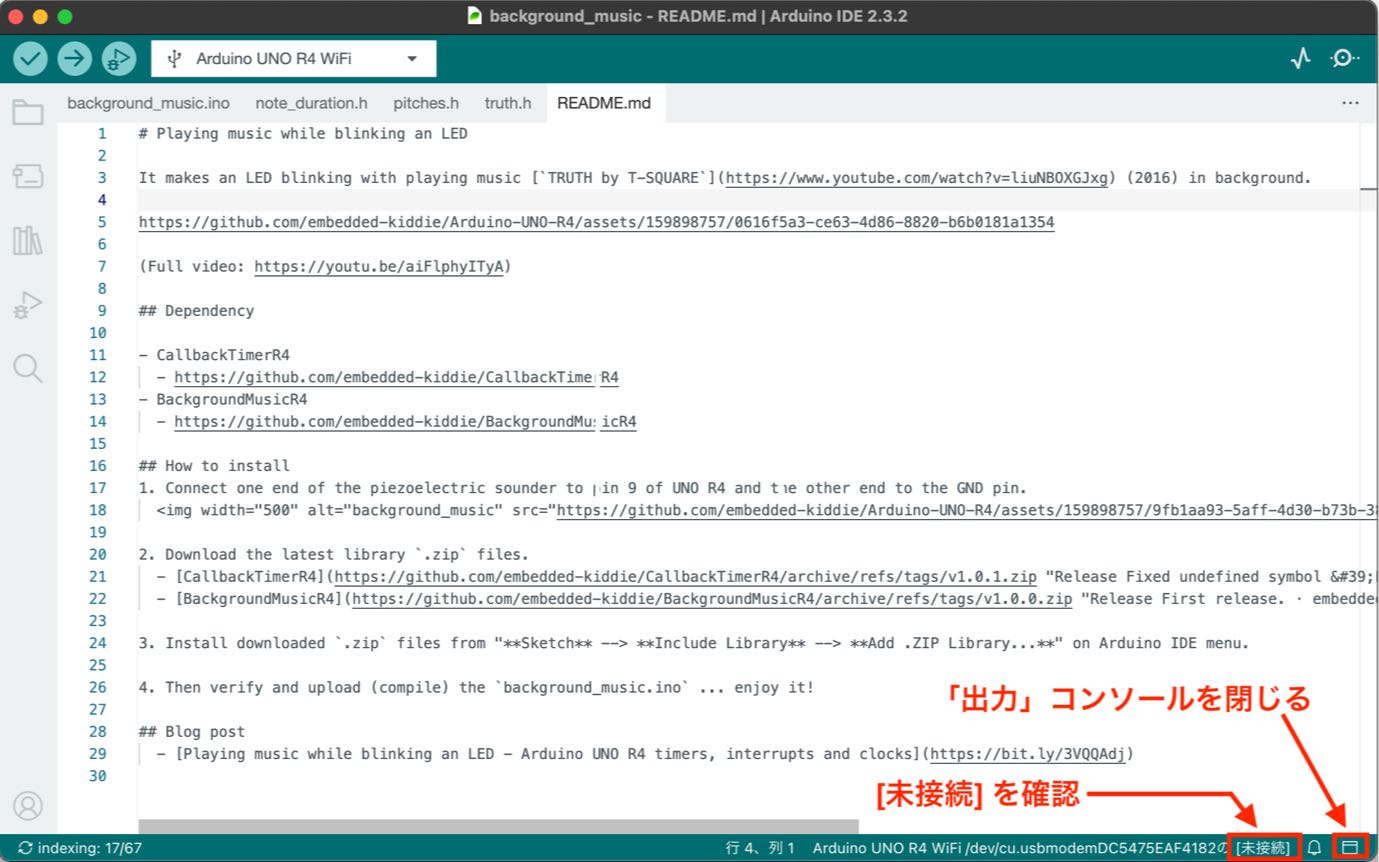 background_music - README.md | Arduino IDE 2.3.2
Arduino UNO R4 WiFi
background_music.ino note_duration.h pitches.h truth.h README.md ...
1 # Playing music while blinking an LED
2
3 It makes an LED blinking with playing music [`TRUTH by T-SQUARE`](https://www.youtube.com/watch?v=liuNBOXGJxg) (2016) in background.
4
5 https://github.com/embedded-kiddie/Arduino-UNO-R4/assets/159898757/0616f5a3-ce63-4d86-8820-b6b0181a1354
6
7 (Full video: https://youtu.be/aiFlphyITyA)
8
9 ## Dependency
10
11 - CallbackTimerR4
12 - https://github.com/embedded-kiddie/CallbackTimerR4
13 - BackgroundMusicR4
14 - https://github.com/embedded-kiddie/BackgroundMusicR4
15
16 ## How to install
17 1. Connect one end of the piezoelectric sounder to pin 9 of UNO R4 and the other end to the GND pin.
18 <img width="500" alt="background_music" src="https://github.com/embedded-kiddie/Arduino-UNO-R4/assets/159898757/9fb1aa93-5aff-4d30-b73b-38
19
20 2. Download the latest library `.zip` files.
21 - [CallbackTimerR4](https://github.com/embedded-kiddie/CallbackTimerR4/archive/refs/tags/v1.0.1.zip "Release Fixed undefined symbol &#39;
22 - [BackgroundMusicR4](https://github.com/embedded-kiddie/BackgroundMusicR4/archive/refs/tags/v1.0.0.zip "Release First release. · embedded
23
24 3. Install downloaded `.zip` files from "**Sketch** --> **Include Library** --> **Add .ZIP Library...**" on Arduino IDE menu.
25
26 4. Then verify and upload (compile) the `background_music.ino` ... enjoy it!
27
28 ## Blog post
29 - [Playing music while blinking an LED - Arduino UNO R4 timers, interrupts and clocks](https://bit.ly/3VQQAdj)
30
「出力」コンソールを閉じる
[未接続] を確認
indexing: 17/67 行 4、列 1 Arduino UNO R4 WiFi /dev/cu.usbmodemDC5475EAF4182の [未接続]